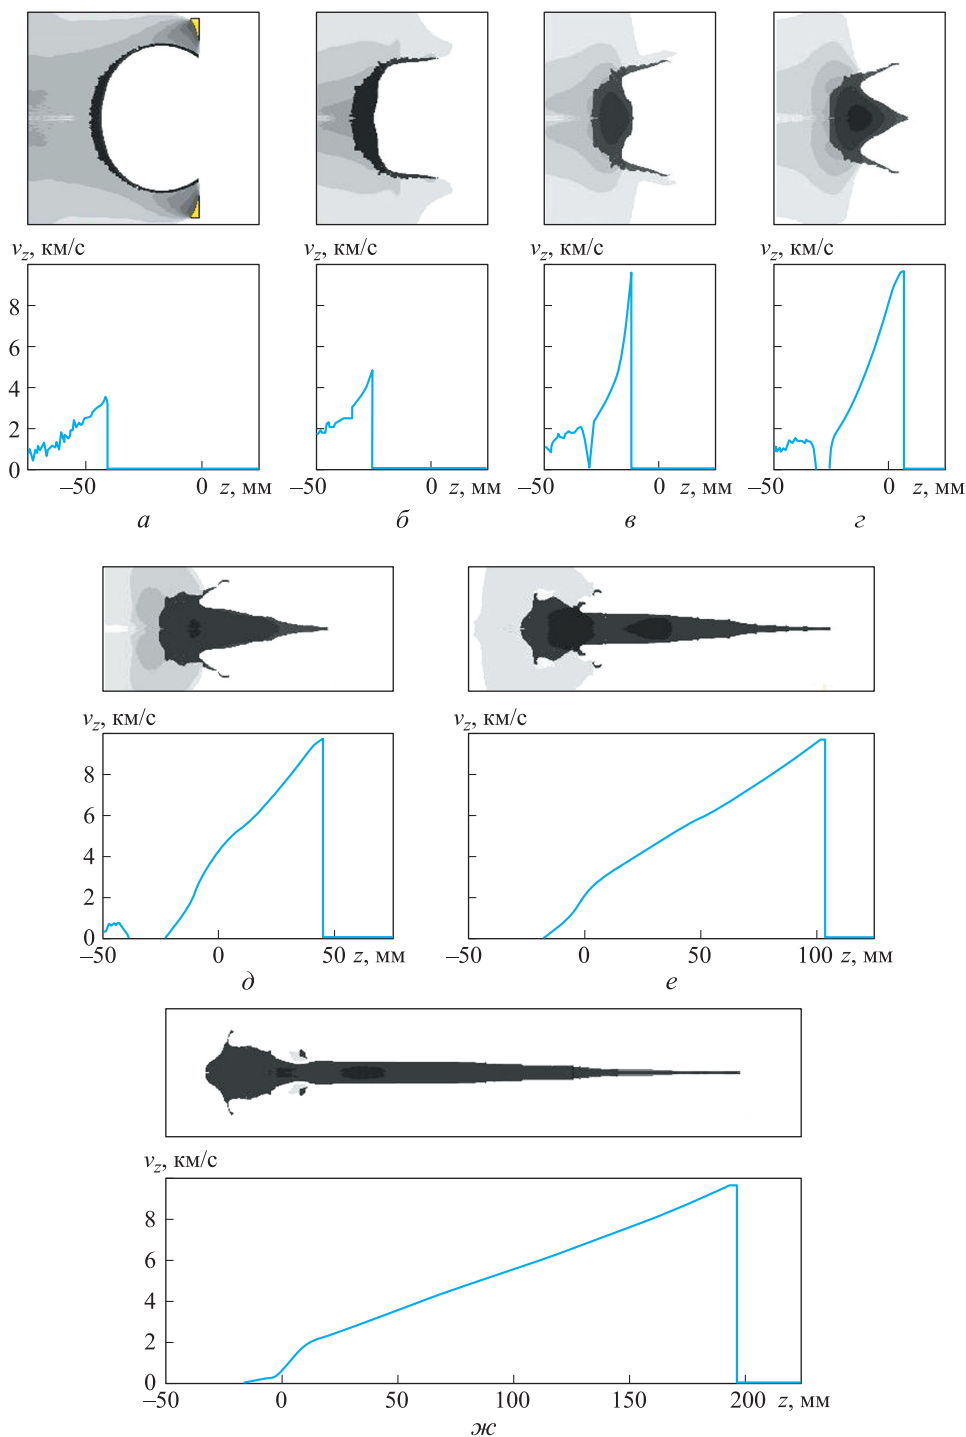 v_z, км/с v_z, км/с v_z, км/с v_z, км/с
8
6
4
2
0
–50 0 z, мм –50 0 z, мм –50 0 z, мм –50 0 z, мм
а б в г
v_z, км/с v_z, км/с
8
6
4
2
0
–50 0 50 z, мм –50 0 50 100 z, мм
д е
v_z, км/с
8
6
4
2
0
–50 0 50 100 150 200 z, мм
ж